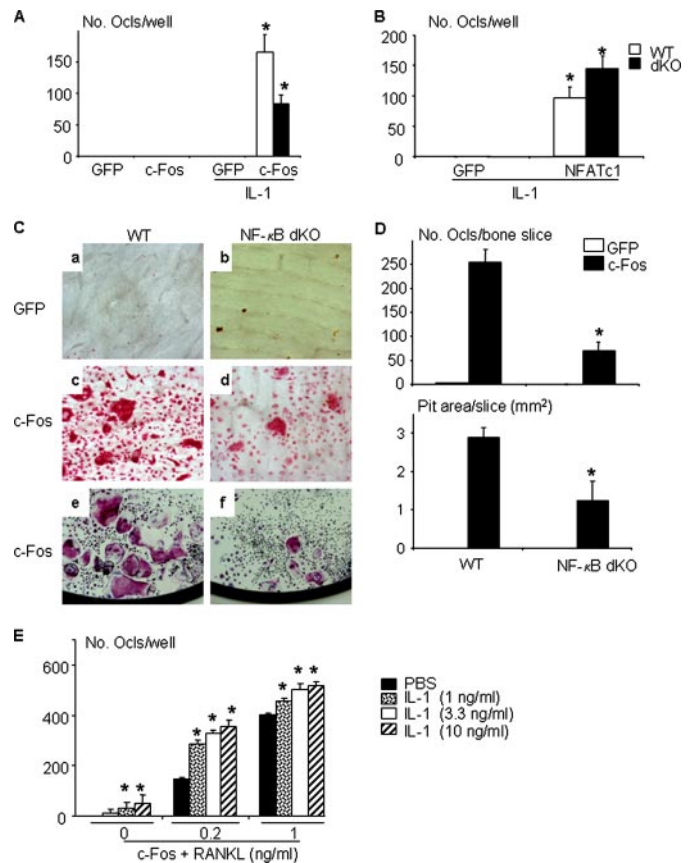 A
No. Ocls/well
150
100
50
0
GFP c-Fos GFP c-Fos
IL-1
B
No. Ocls/well
200
150
100
50
0
GFP NFATc1
IL-1
WT
dKO
C
WT NF-κB dKO
GFP
a b
c-Fos
c d
c-Fos
e f
D
No. Ocls/bone slice
GFP
c-Fos
250
200
150
100
50
0
Pit area/slice (mm²)
3
2
1
0
WT NF-κB dKO
E
No. Ocls/well
600
400
200
0
0 0.2 1
c-Fos + RANKL (ng/ml)
PBS
IL-1 (1 ng/ml)
IL-1 (3.3 ng/ml)
IL-1 (10 ng/ml)